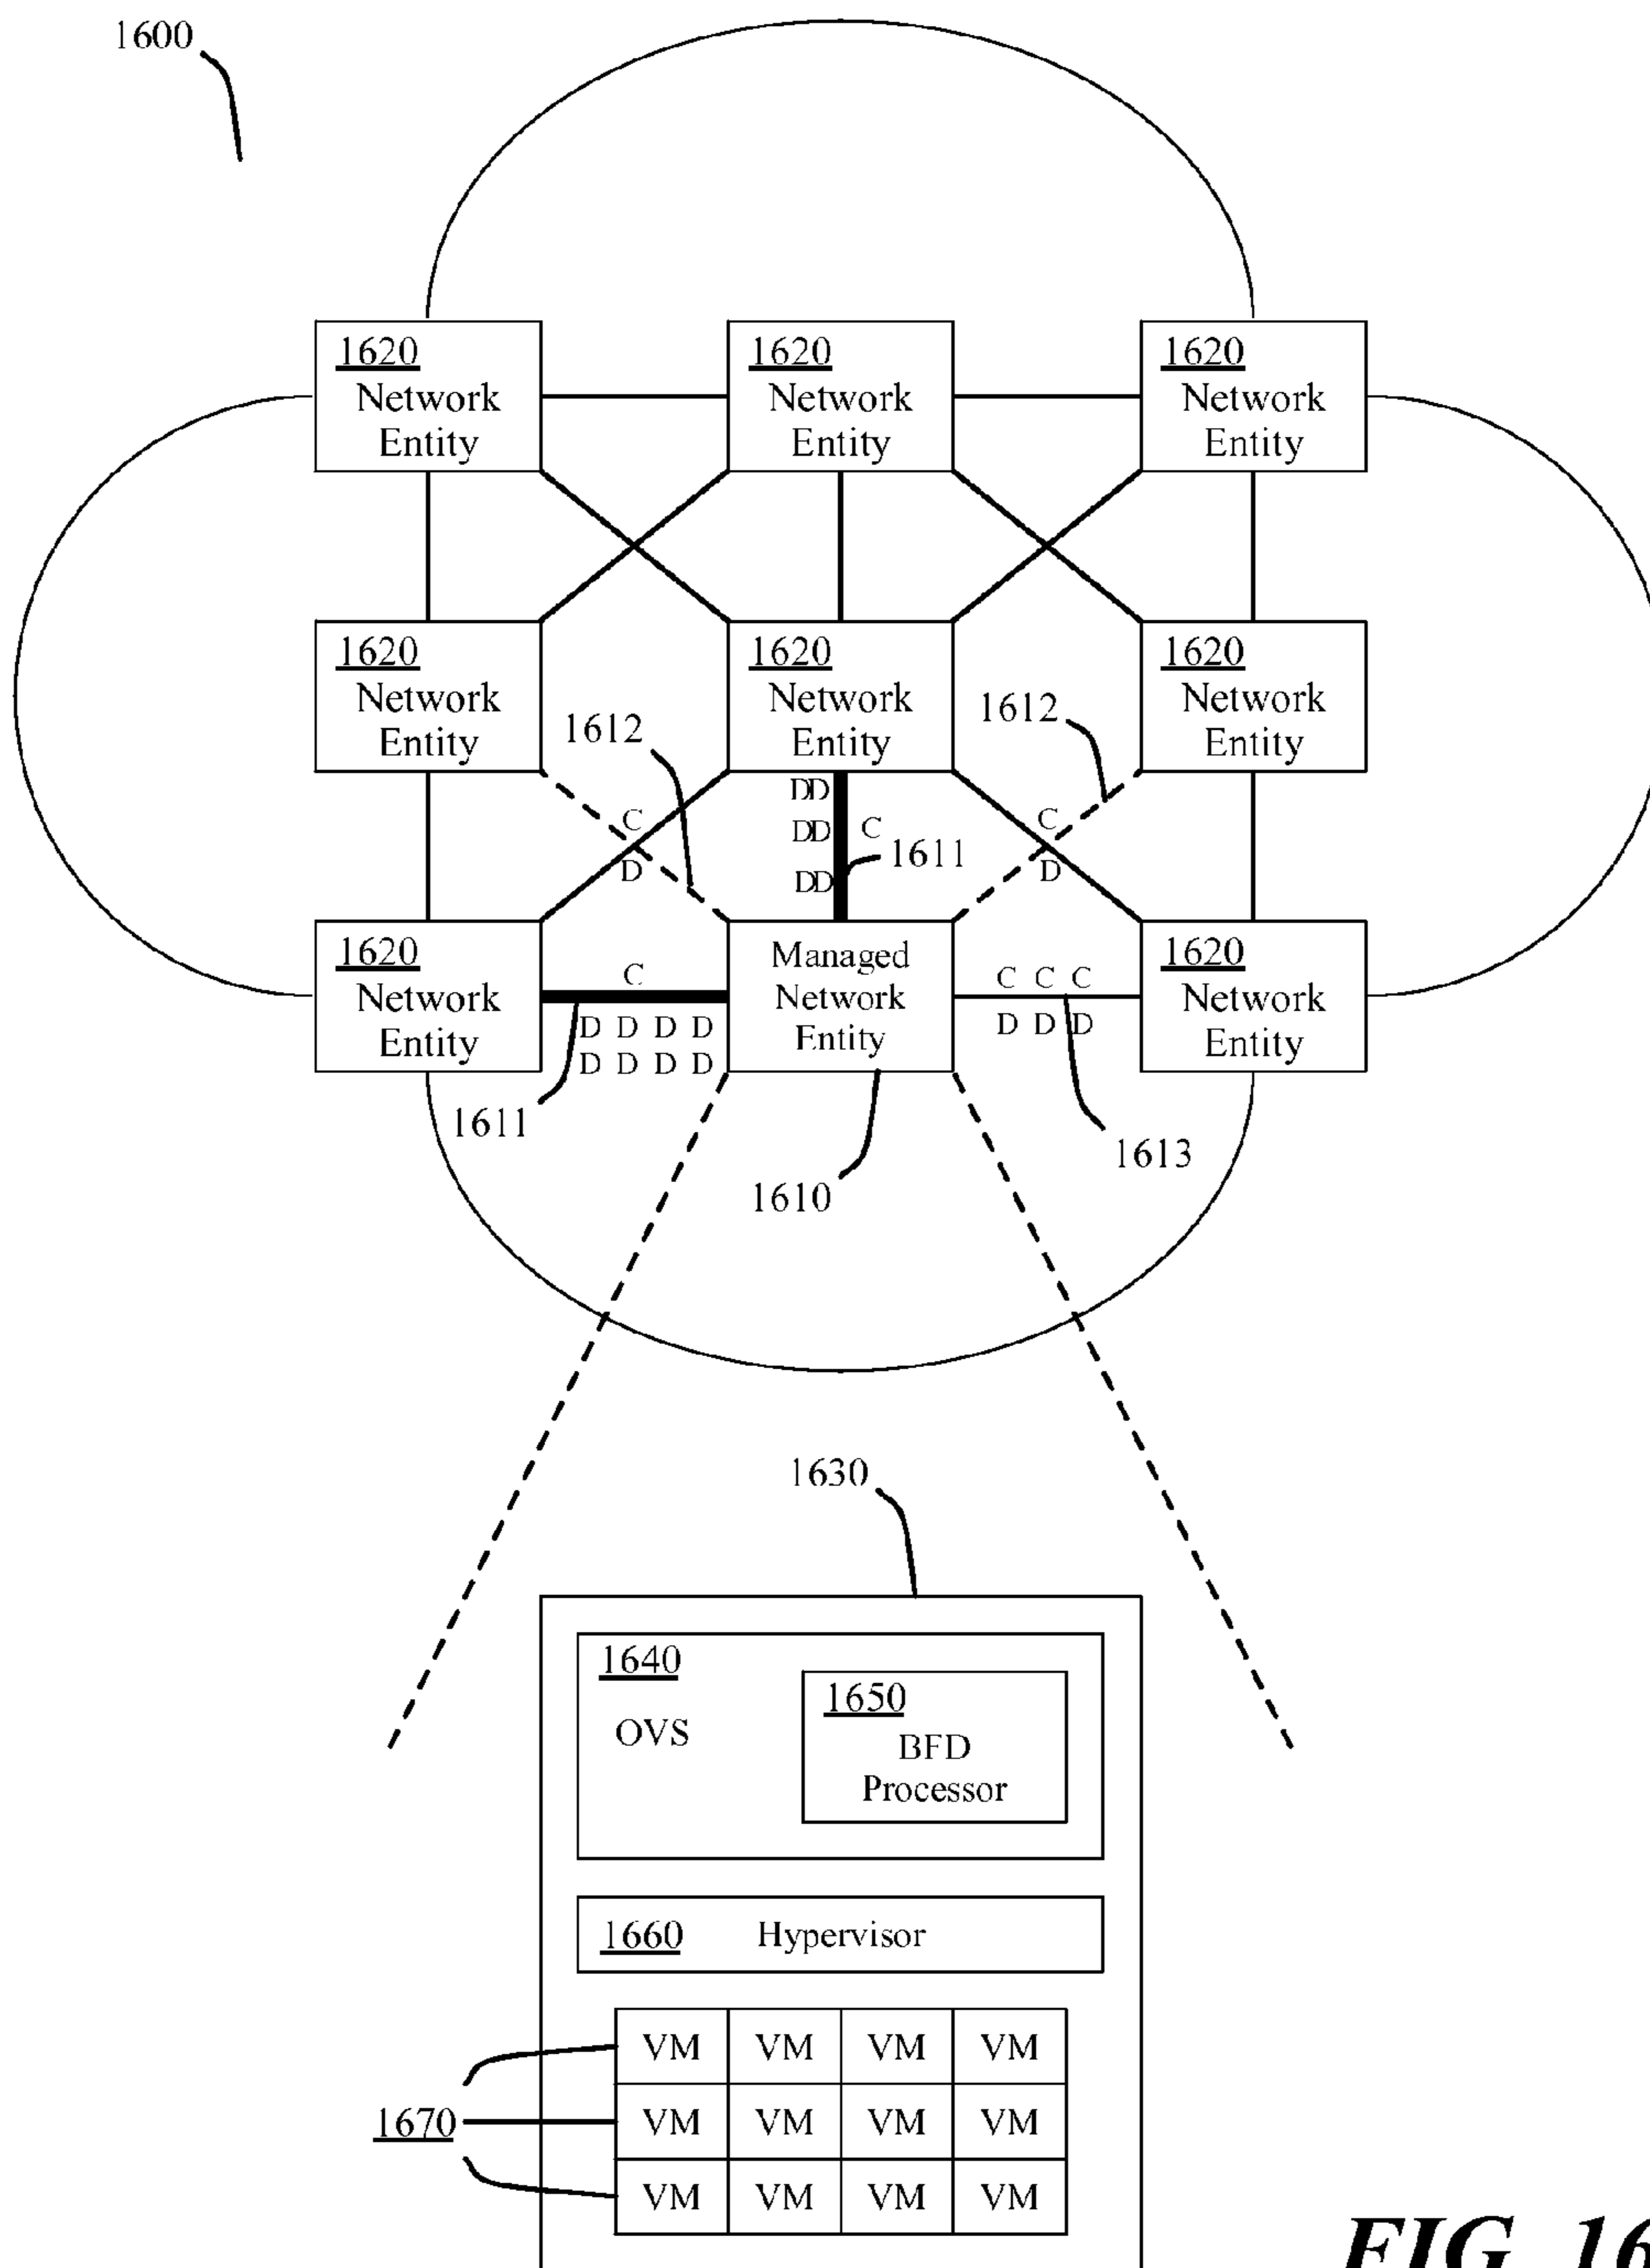 1600
1620
Network
Entity
1620
Network
Entity
1620
Network
Entity
1620
Network
Entity
1620
Network
Entity
1620
Network
Entity
1612
1612
C
D
DD
DD
DD
C
1611
C
D
1620
Network
Entity
C
D D D D
D D D D
Managed
Network
Entity
C C C
D D D
1620
Network
Entity
1611
1610
1613
1630
1640
OVS
1650
BFD
Processor
1660 Hypervisor
1670
VM VM VM VM
VM VM VM VM
VM VM VM VM
FIG. 16